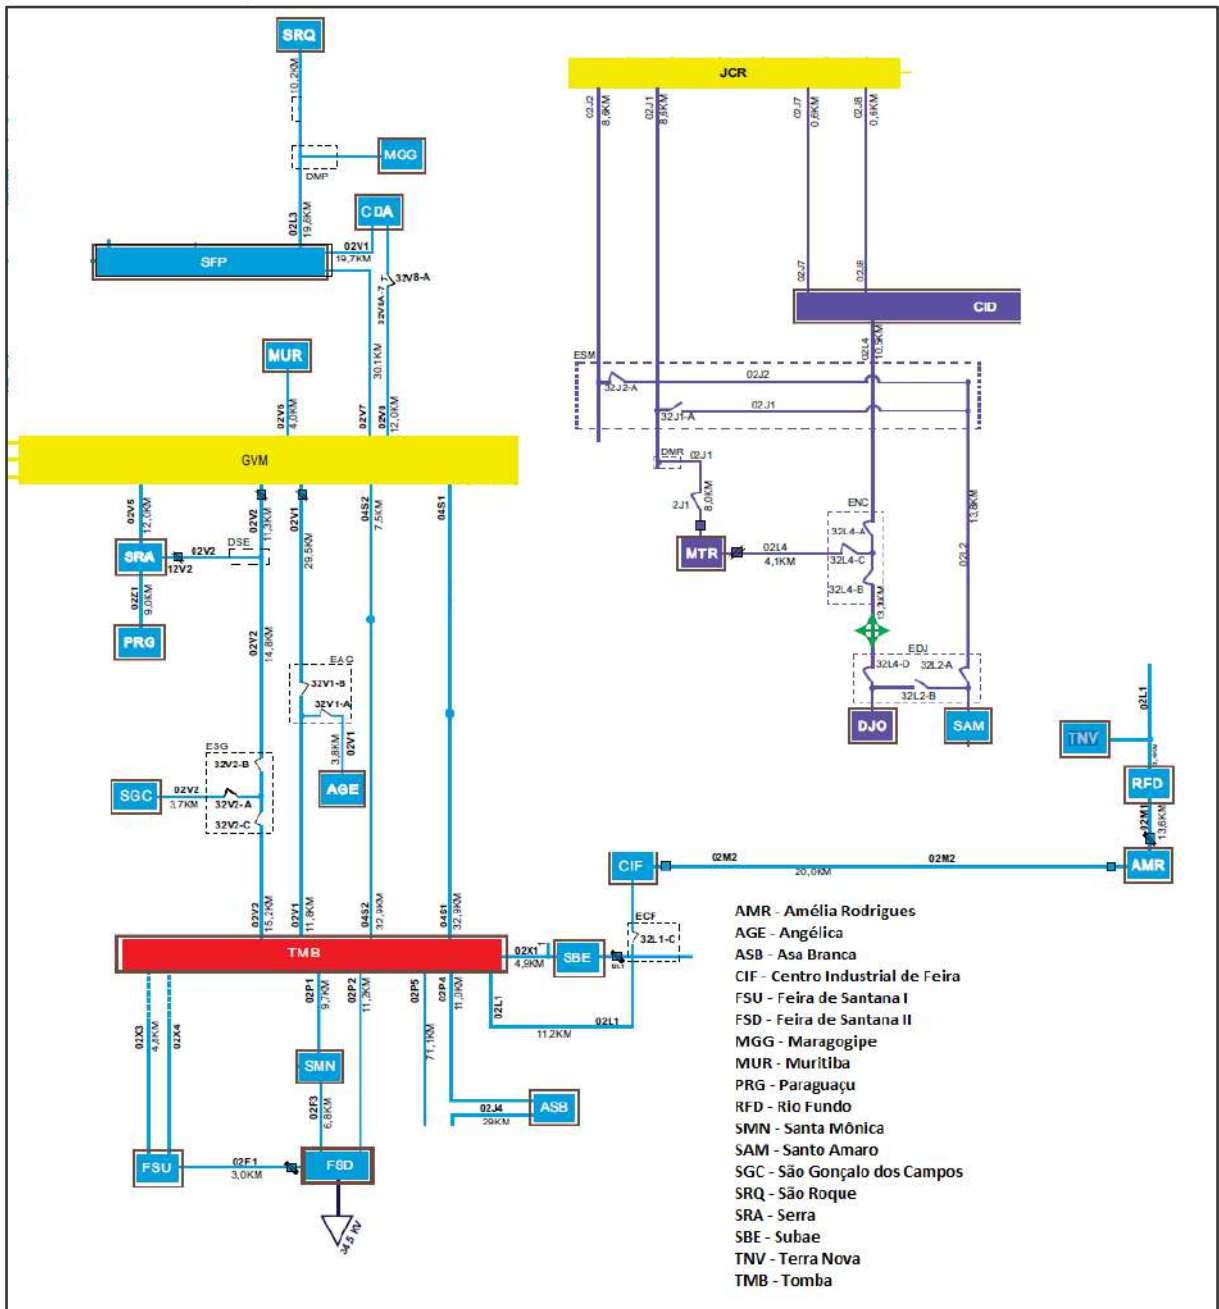 SRQ
10,2KM
MGG
DMP
02L3
19,8KM
CDA
02V1
19,7KM
SFP
32V8-A
32V8A-7
7
30.1KM
MUR
02V6
4,0KM
02V7
02V8
12,0KM
GVM
JCR
02J2
8,6KM
02J1
8,6KM
02J7
0,6KM
02J8
0,6KM
02J7
02J8
CID
02L4
10,5KM
ESM
02J2
32J2-A
02J1
32J1-A
DMR
02J1
2J1
8,0KM
MTR
02L4
4,1KM
ENC
32L4-A
32L4-C
32L4-B
13,3KM
13,8KM
02L2
EDJ
32L4-D
32L2-A
32L2-B
DJO
SAM
02V5
12,0KM
02V2
11,3KM
02V1
29,5KM
04S2
7,5KM
04S1
DSE
SRA
02V2
12V2
02Z1
9,0KM
PRG
02V2
14,8KM
EAO
32V1-B
32V1-A
3,8KM
02V1
AGE
ESG
32V2-B
SGC
02V2
3,7KM
32V2-A
32V2-C
02V2
15,2KM
02V1
11,8KM
04S2
32,9KM
04S1
32,9KM
TMB
02X1
4,9KM
SBE
ECF
32L1-C
CIF
02M2
02M2
20,0KM
AMR
02M1
13,6KM
RFD
TNV
02L1
02X3
4,8KM
02X4
02P1
9,7KM
02P2
11,2KM
02P5
71,1KM
02P4
11,0KM
02L1
02L1
11,2KM
SMN
02F3
6,8KM
02J4
29KM
ASB
FSU
02F1
3,0KM
FSD
34,5 KV
AMR - Amélia Rodrigues
AGE - Angélica
ASB - Asa Branca
CIF - Centro Industrial de Feira
FSU - Feira de Santana I
FSD - Feira de Santana II
MGG - Maragogipe
MUR - Muritiba
PRG - Paraguaçu
RFD - Rio Fundo
SMN - Santa Mônica
SAM - Santo Amaro
SGC - São Gonçalo dos Campos
SRQ - São Roque
SRA - Serra
SBE - Subae
TNV - Terra Nova
TMB - Tomba